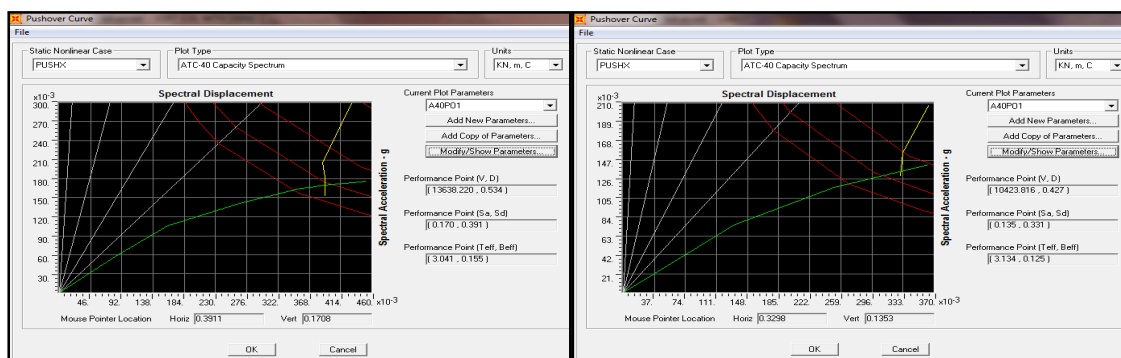 Pushover Curve
File
Static Nonlinear Case
PUSHX
Plot Type
ATC-40 Capacity Spectrum
Units
KN, m, C
Spectral Displacement
x10⁻³
300.
270.
240.
210.
180.
150.
120.
90.
60.
30.
46. 92. 138. 184. 230. 276. 322. 368. 414. 460. x10⁻³
Spectral Acceleration - g
Mouse Pointer Location Horiz 0.3911 Vert 0.1708
Current Plot Parameters
A40PO1
Add New Parameters...
Add Copy of Parameters...
Modify/Show Parameters...
Performance Point (V, D)
( 13638.220 , 0.534 )
Performance Point (Sa, Sd)
( 0.170 , 0.391 )
Performance Point (Teff, Beff)
( 3.041 , 0.155 )
OK Cancel
Pushover Curve
File
Static Nonlinear Case
PUSHX
Plot Type
ATC-40 Capacity Spectrum
Units
KN, m, C
Spectral Displacement
x10⁻³
210.
189.
168.
147.
126.
105.
84.
63.
42.
21.
37. 74. 111. 148. 185. 222. 259. 296. 333. 370. x10⁻³
Spectral Acceleration - g
Mouse Pointer Location Horiz 0.3298 Vert 0.1353
Current Plot Parameters
A40PO1
Add New Parameters...
Add Copy of Parameters...
Modify/Show Parameters...
Performance Point (V, D)
( 10423.816 , 0.427 )
Performance Point (Sa, Sd)
( 0.135 , 0.331 )
Performance Point (Teff, Beff)
( 3.134 , 0.125 )
OK Cancel